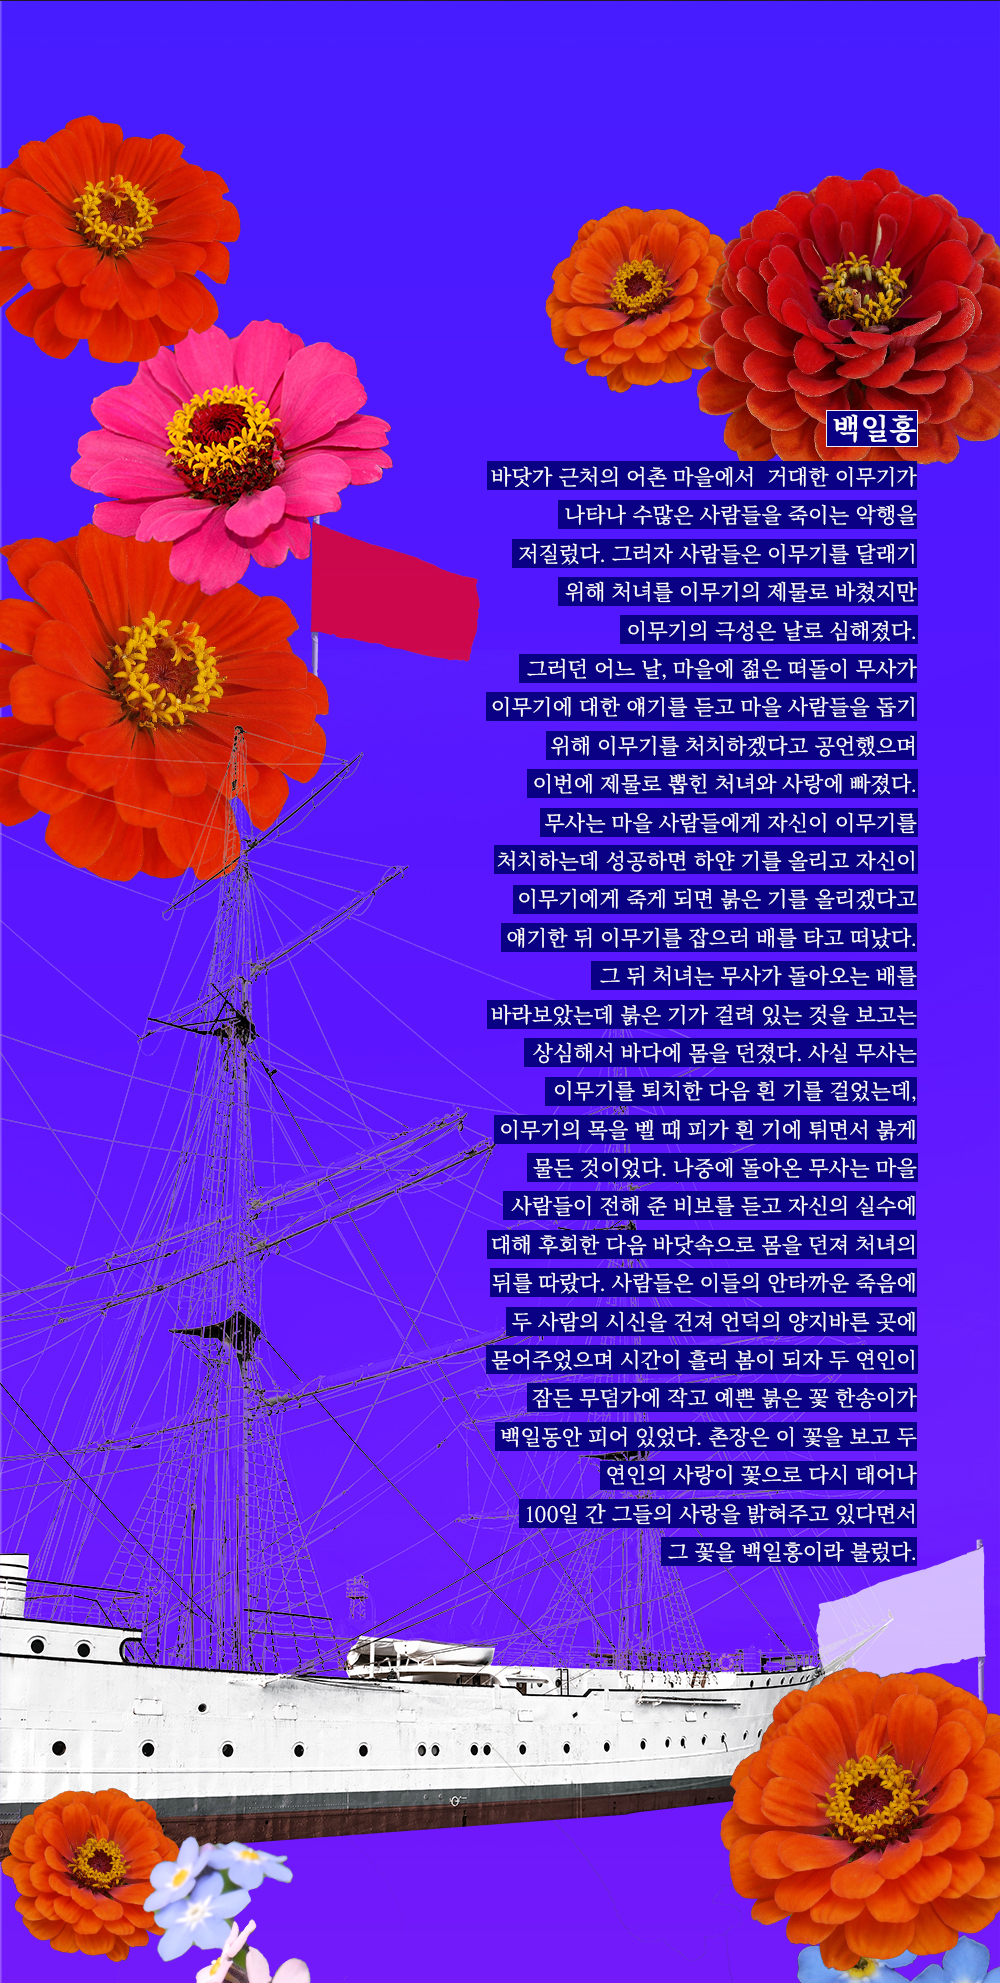 백일홍
바닷가 근처의 어촌 마을에서 거대한 이무기가
나타나 수많은 사람들을 죽이는 악행을
저질렀다. 그러자 사람들은 이무기를 달래기
위해 처녀를 이무기의 제물로 바쳤지만
이무기의 극성은 날로 심해졌다.
그러던 어느 날, 마을에 젊은 떠돌이 무사가
이무기에 대한 얘기를 듣고 마을 사람들을 돕기
위해 이무기를 처치하겠다고 공언했으며
이번에 제물로 뽑힌 처녀와 사랑에 빠졌다.
무사는 마을 사람들에게 자신이 이무기를
처치하는데 성공하면 하얀 기를 올리고 자신이
이무기에게 죽게 되면 붉은 기를 올리겠다고
얘기한 뒤 이무기를 잡으러 배를 타고 떠났다.
그 뒤 처녀는 무사가 돌아오는 배를
바라보았는데 붉은 기가 걸려 있는 것을 보고는
상심해서 바다에 몸을 던졌다. 사실 무사는
이무기를 퇴치한 다음 흰 기를 걸었는데,
이무기의 목을 벨 때 피가 흰 기에 튀면서 붉게
물든 것이었다. 나중에 돌아온 무사는 마을
사람들이 전해 준 비보를 듣고 자신의 실수에
대해 후회한 다음 바닷속으로 몸을 던져 처녀의
뒤를 따랐다. 사람들은 이들의 안타까운 죽음에
두 사람의 시신을 건져 언덕의 양지바른 곳에
묻어주었으며 시간이 흘러 봄이 되자 두 연인이
잠든 무덤가에 작고 예쁜 붉은 꽃 한송이가
백일동안 피어 있었다. 촌장은 이 꽃을 보고 두
연인의 사랑이 꽃으로 다시 태어나
100일 간 그들의 사랑을 밝혀주고 있다면서
그 꽃을 백일홍이라 불렀다.